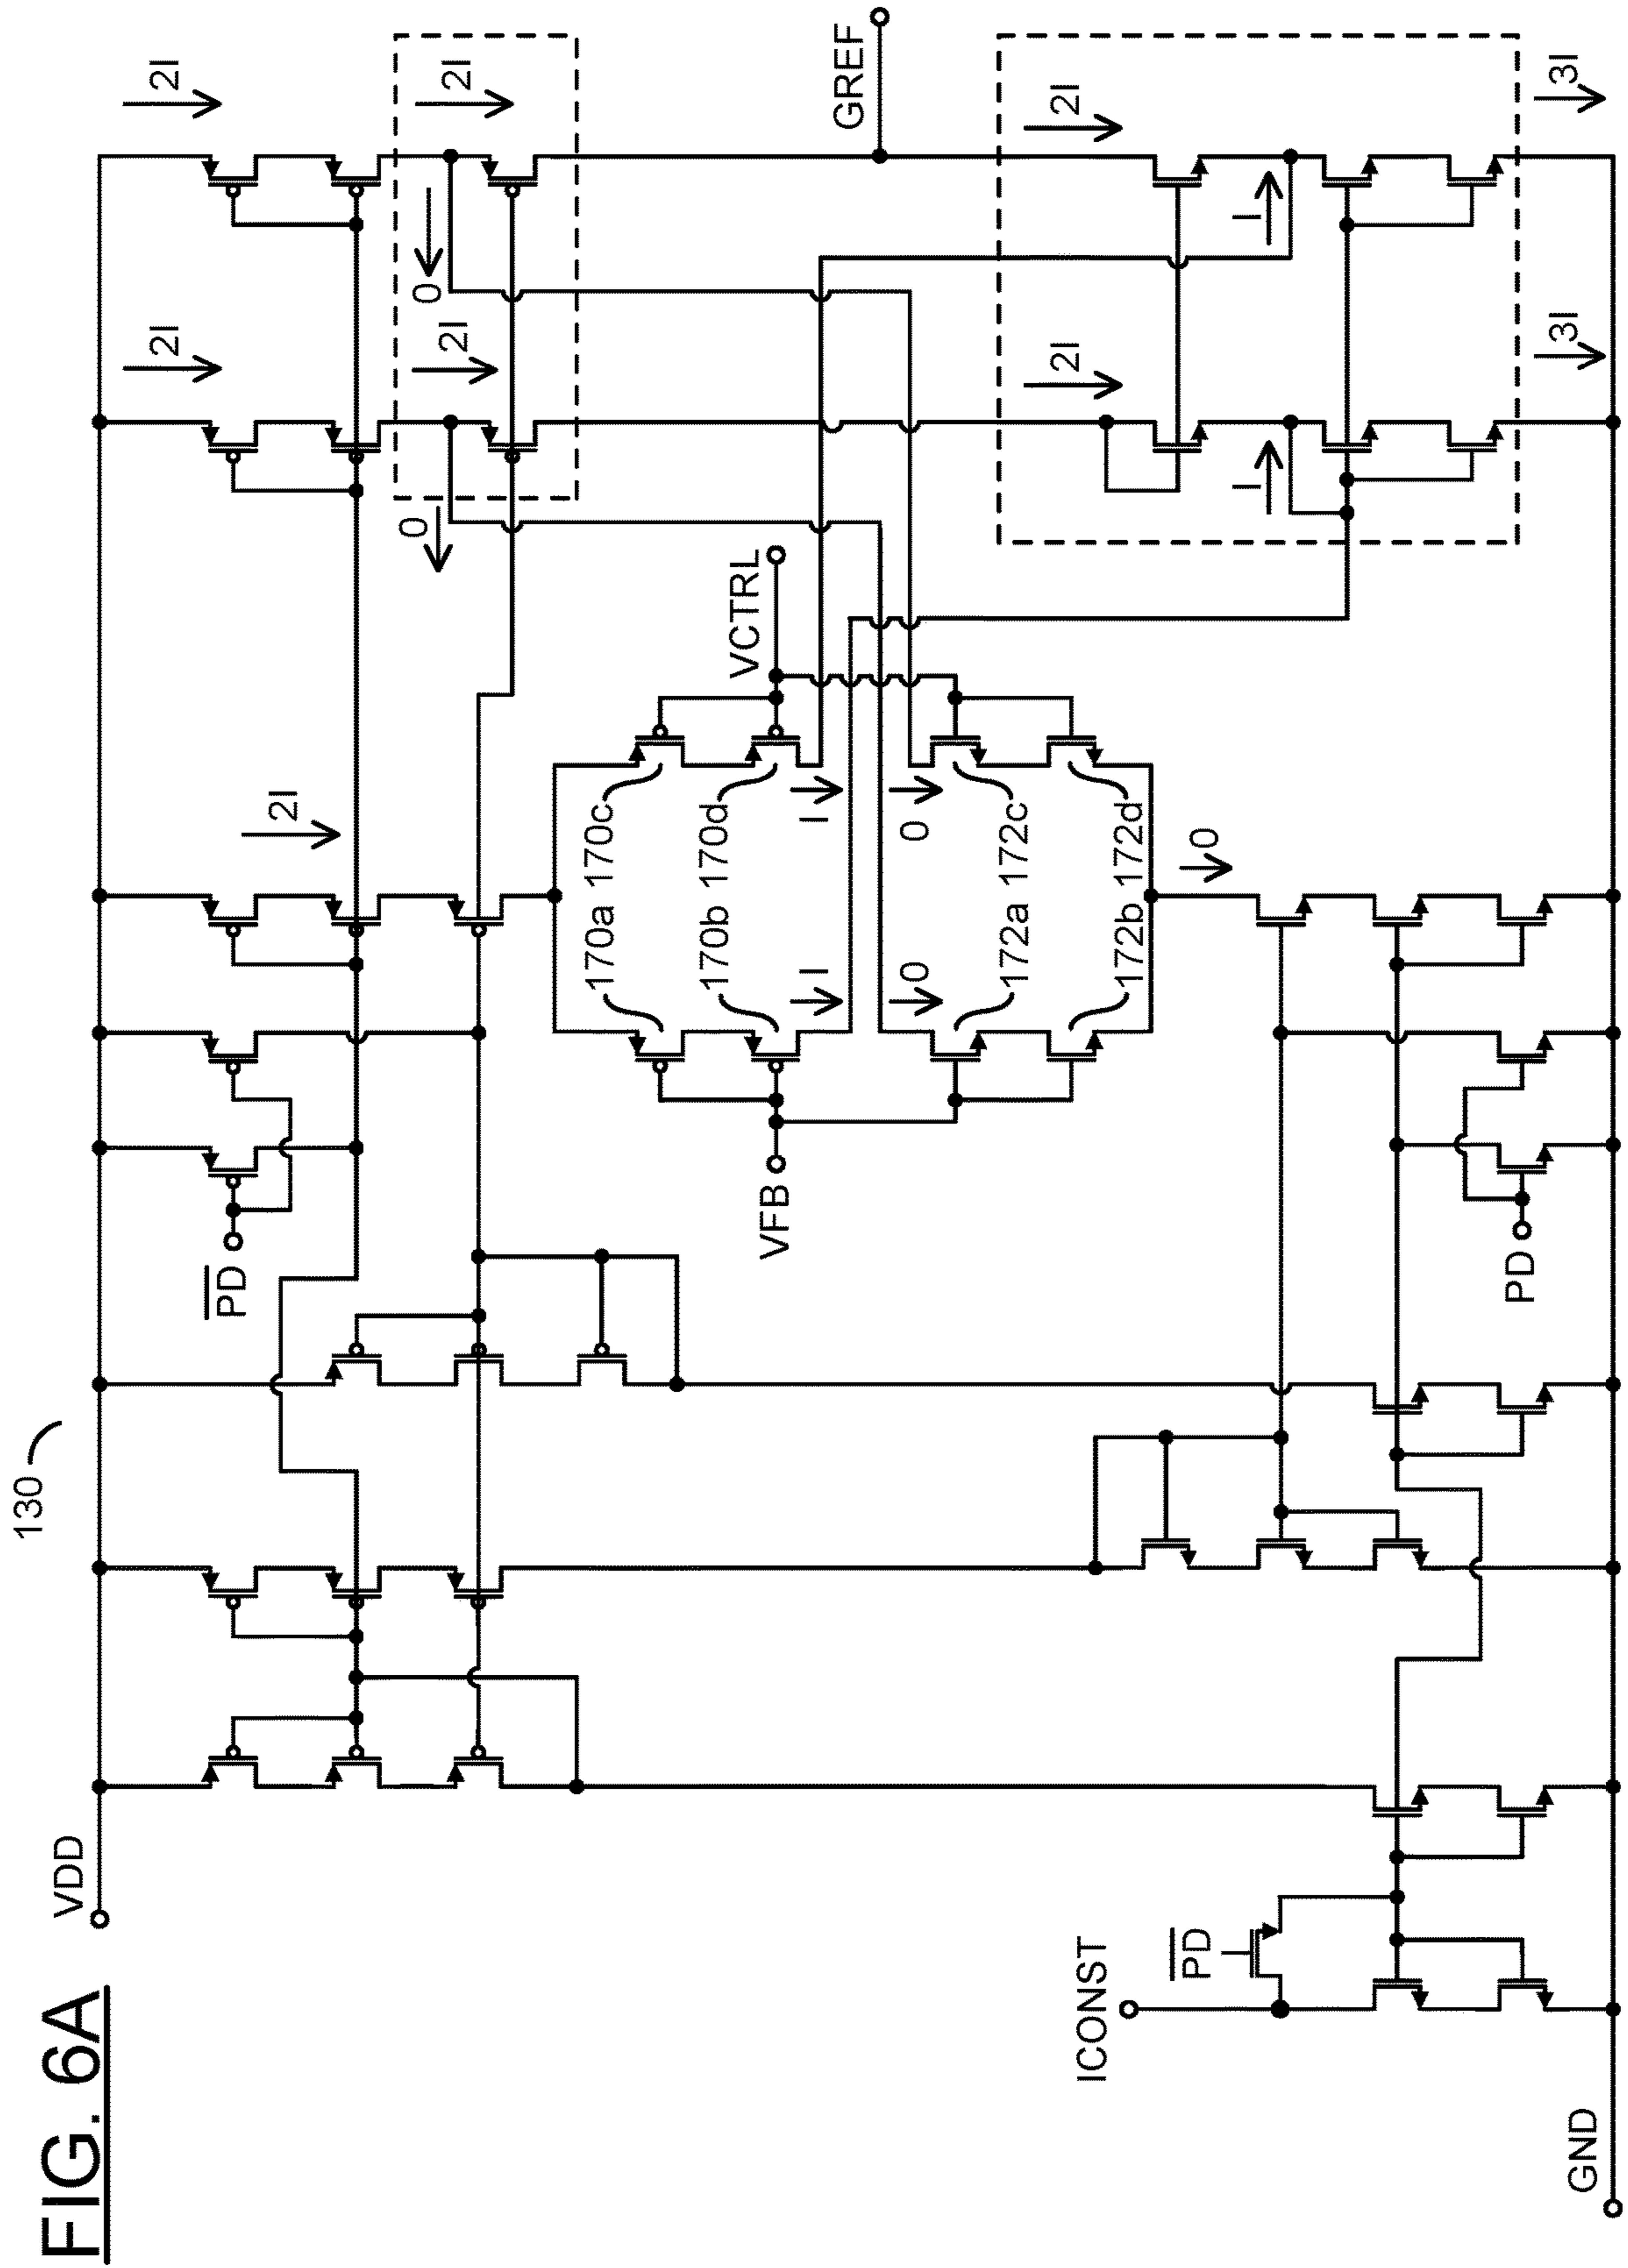 FIG. 6A
130
VDD
PD
2I
2I
2I
2I
2I
0
0
VFB
VCTRL
GREF
170a 170c
170b 170d
I
I
0
0
172a 172c
172b 172d
0
2I
2I
I
I
3I
3I
PD
ICONST
PD
GND